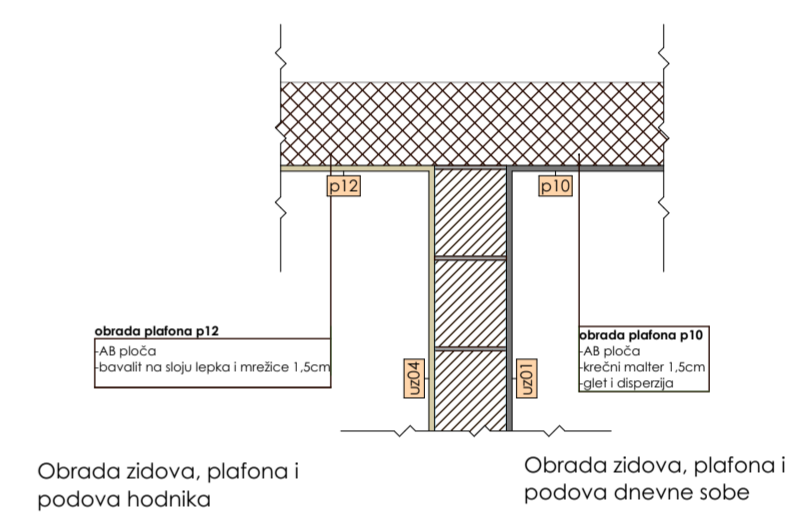 p12
p10
obrada plafona p12
-AB ploča
-bavalit na sloju lepka i mrežice 1,5cm
obrada plafona p10
-AB ploča
-krečni malter 1,5cm
-glet i disperzija
uz04
uz01
Obrada zidova, plafona i
podova hodnika
Obrada zidova, plafona i
podova dnevne sobe